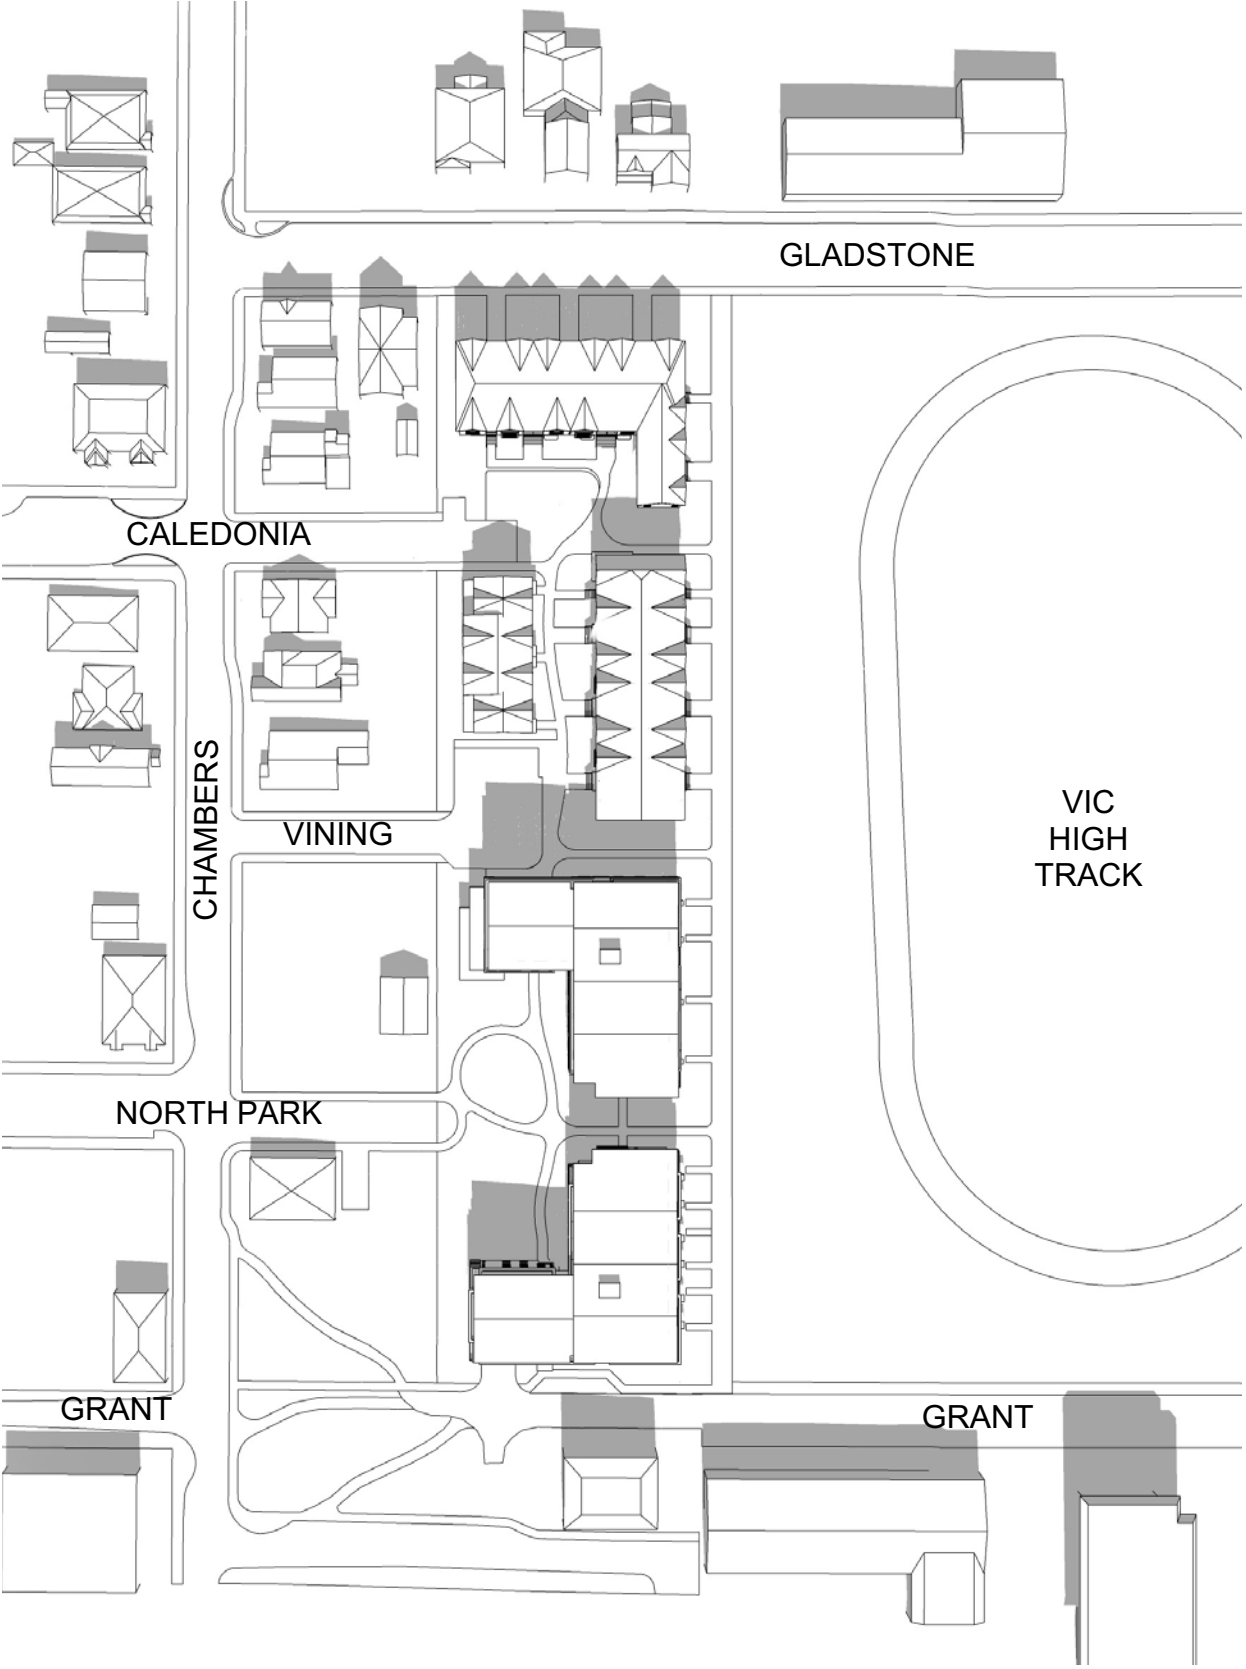 GLADSTONE
CALEDONIA
CHAMBERS
VINING
VIC
HIGH
TRACK
NORTH PARK
GRANT
GRANT